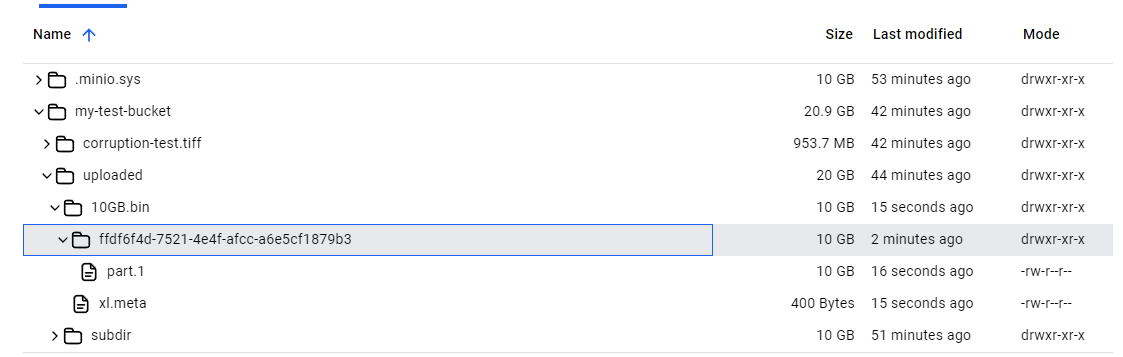 Name Size Last modified Mode
.minio.sys 10 GB 53 minutes ago drwxr-xr-x
my-test-bucket 20.9 GB 42 minutes ago drwxr-xr-x
corruption-test.tiff 953.7 MB 42 minutes ago drwxr-xr-x
uploaded 20 GB 44 minutes ago drwxr-xr-x
10GB.bin 10 GB 15 seconds ago drwxr-xr-x
ffdf6f4d-7521-4e4f-afcc-a6e5cf1879b3 10 GB 2 minutes ago drwxr-xr-x
part.1 10 GB 16 seconds ago -rw-r--r--
xl.meta 400 Bytes 15 seconds ago -rw-r--r--
subdir 10 GB 51 minutes ago drwxr-xr-x